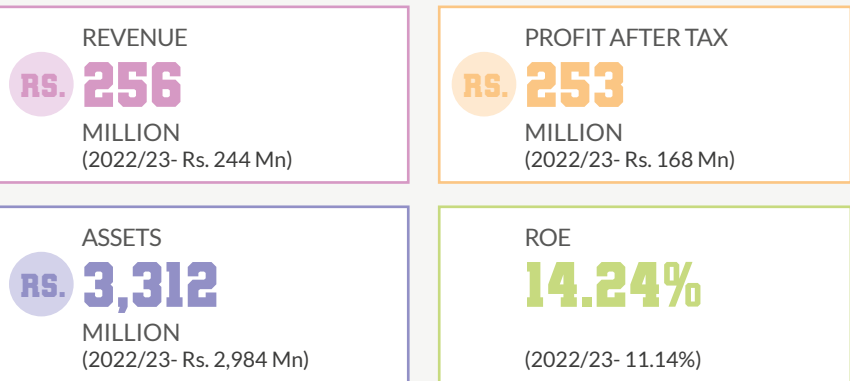 REVENUE
RS. 256
MILLION
(2022/23- Rs. 244 Mn)
PROFIT AFTER TAX
RS. 253
MILLION
(2022/23- Rs. 168 Mn)
ASSETS
RS. 3,312
MILLION
(2022/23- Rs. 2,984 Mn)
ROE
14.24%
(2022/23- 11.14%)